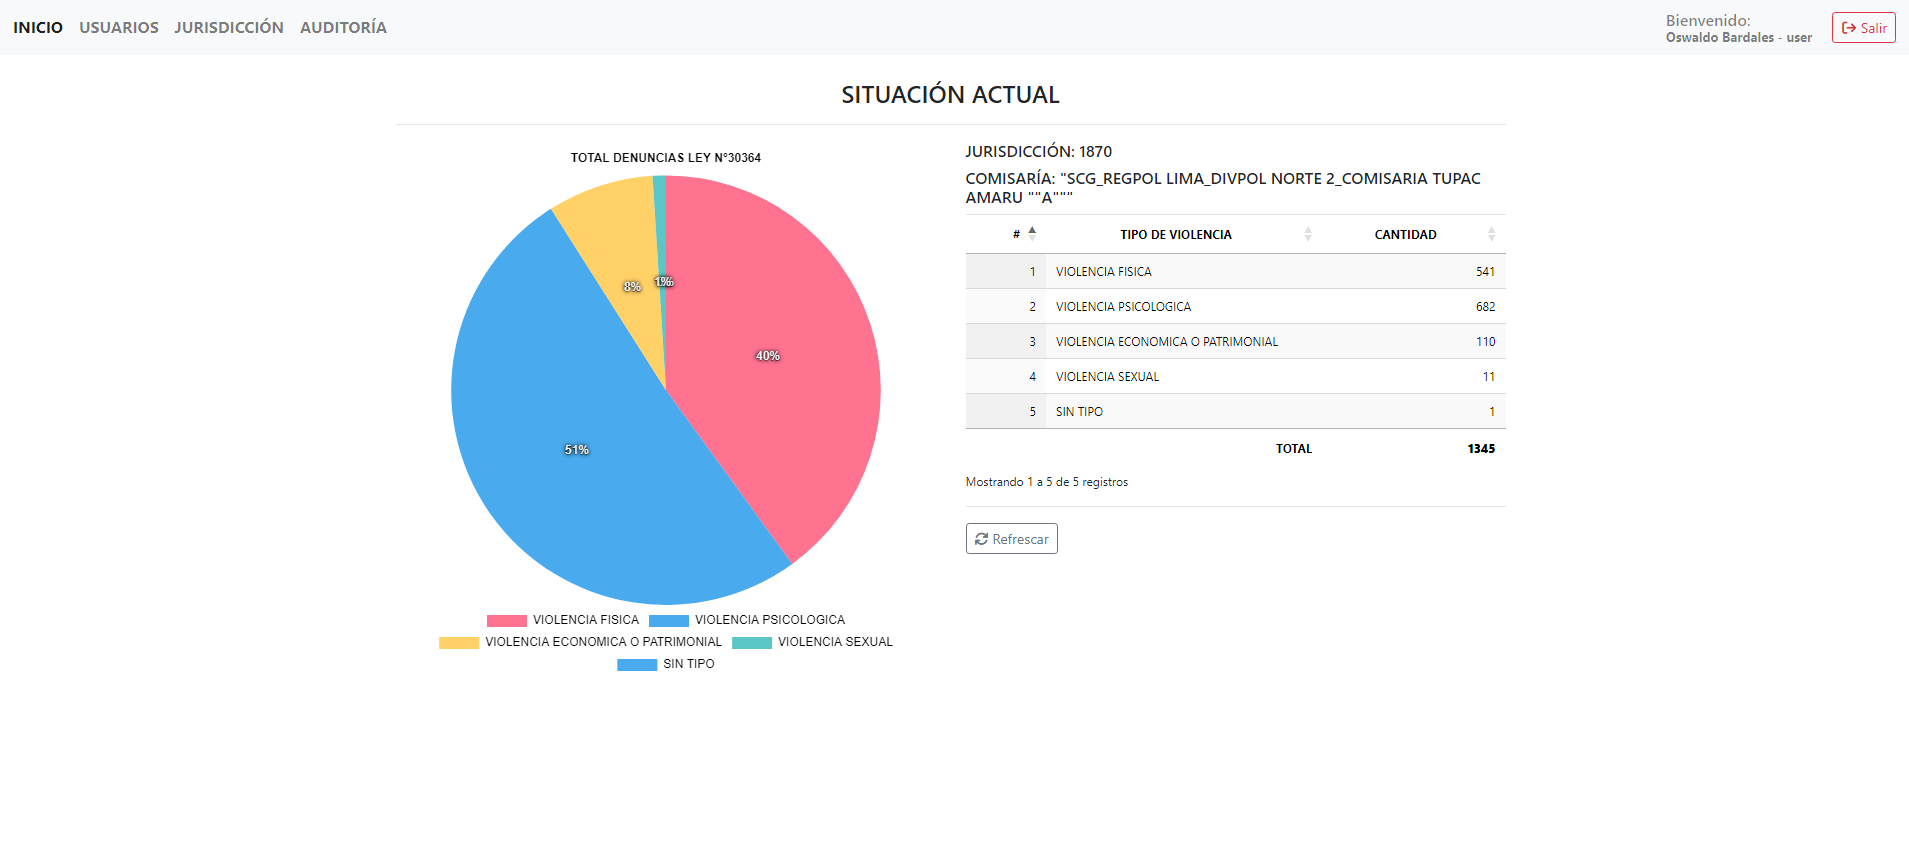 INICIO USUARIOS JURISDICCIÓN AUDITORÍA
Bienvenido:
Oswaldo Bardales - user
Salir
SITUACIÓN ACTUAL
TOTAL DENUNCIAS LEY N°30364
8%
1%
40%
51%
VIOLENCIA FISICA VIOLENCIA PSICOLOGICA
VIOLENCIA ECONOMICA O PATRIMONIAL VIOLENCIA SEXUAL
SIN TIPO
JURISDICCIÓN: 1870
COMISARÍA: "SCG_REGPOL LIMA_DIVPOL NORTE 2_COMISARIA TUPAC
AMARU ""A"""
# TIPO DE VIOLENCIA CANTIDAD
1 VIOLENCIA FISICA 541
2 VIOLENCIA PSICOLOGICA 682
3 VIOLENCIA ECONOMICA O PATRIMONIAL 110
4 VIOLENCIA SEXUAL 11
5 SIN TIPO 1
TOTAL 1345
Mostrando 1 a 5 de 5 registros
Refrescar